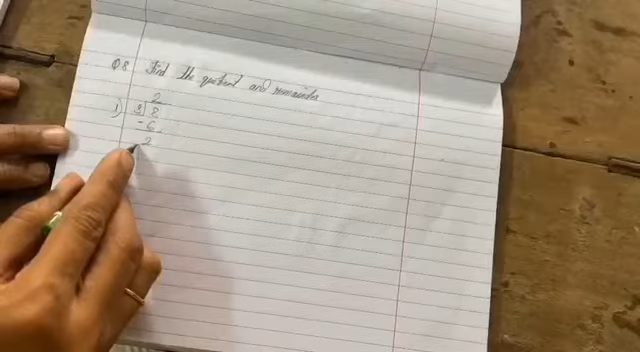 Q8 Find the quotient and remainder
2
1) 3 8
- 6
2